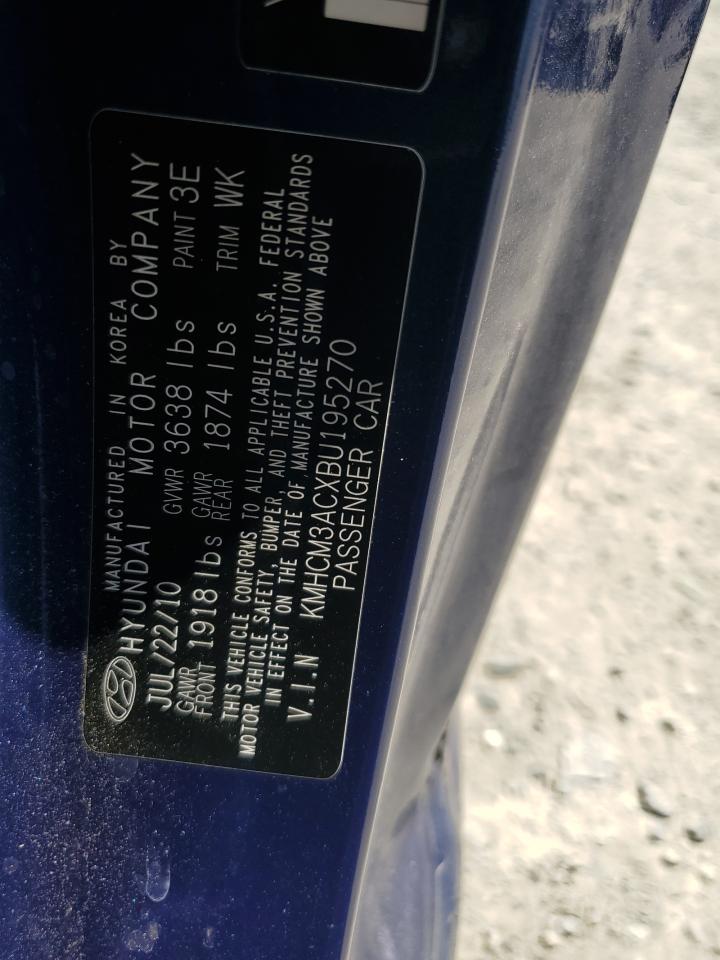 MANUFACTURED IN KOREA BY
HYUNDAI MOTOR COMPANY
JUL/22/10 GVWR 3638 lbs PAINT 3E
GAWR FRONT 1918 lbs GAWR REAR 1874 lbs TRIM WK
THIS VEHICLE CONFORMS TO ALL APPLICABLE U.S.A. FEDERAL
MOTOR VEHICLE SAFETY, BUMPER, AND THEFT PREVENTION STANDARDS
IN EFFECT ON THE DATE OF MANUFACTURE SHOWN ABOVE
V.I.N KMHCM3ACXBU195270
PASSENGER CAR